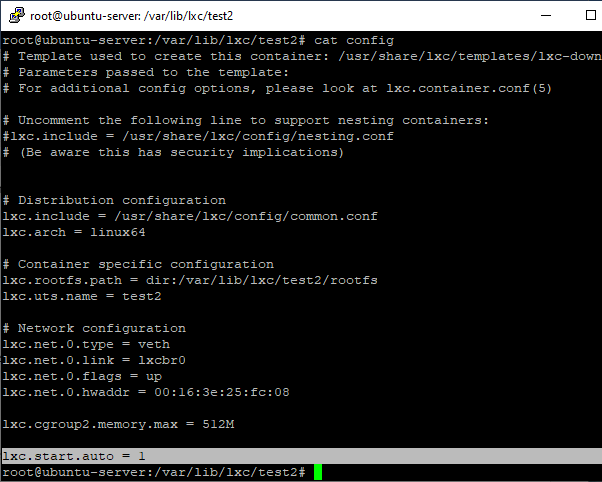 root@ubuntu-server: /var/lib/lxc/test2
root@ubuntu-server:/var/lib/lxc/test2# cat config
# Template used to create this container: /usr/share/lxc/templates/lxc-down
# Parameters passed to the template:
# For additional config options, please look at lxc.container.conf(5)

# Uncomment the following line to support nesting containers:
#lxc.include = /usr/share/lxc/config/nesting.conf
# (Be aware this has security implications)


# Distribution configuration
lxc.include = /usr/share/lxc/config/common.conf
lxc.arch = linux64

# Container specific configuration
lxc.rootfs.path = dir:/var/lib/lxc/test2/rootfs
lxc.uts.name = test2

# Network configuration
lxc.net.0.type = veth
lxc.net.0.link = lxcbr0
lxc.net.0.flags = up
lxc.net.0.hwaddr = 00:16:3e:25:fc:08

lxc.cgroup2.memory.max = 512M

lxc.start.auto = 1
root@ubuntu-server:/var/lib/lxc/test2#